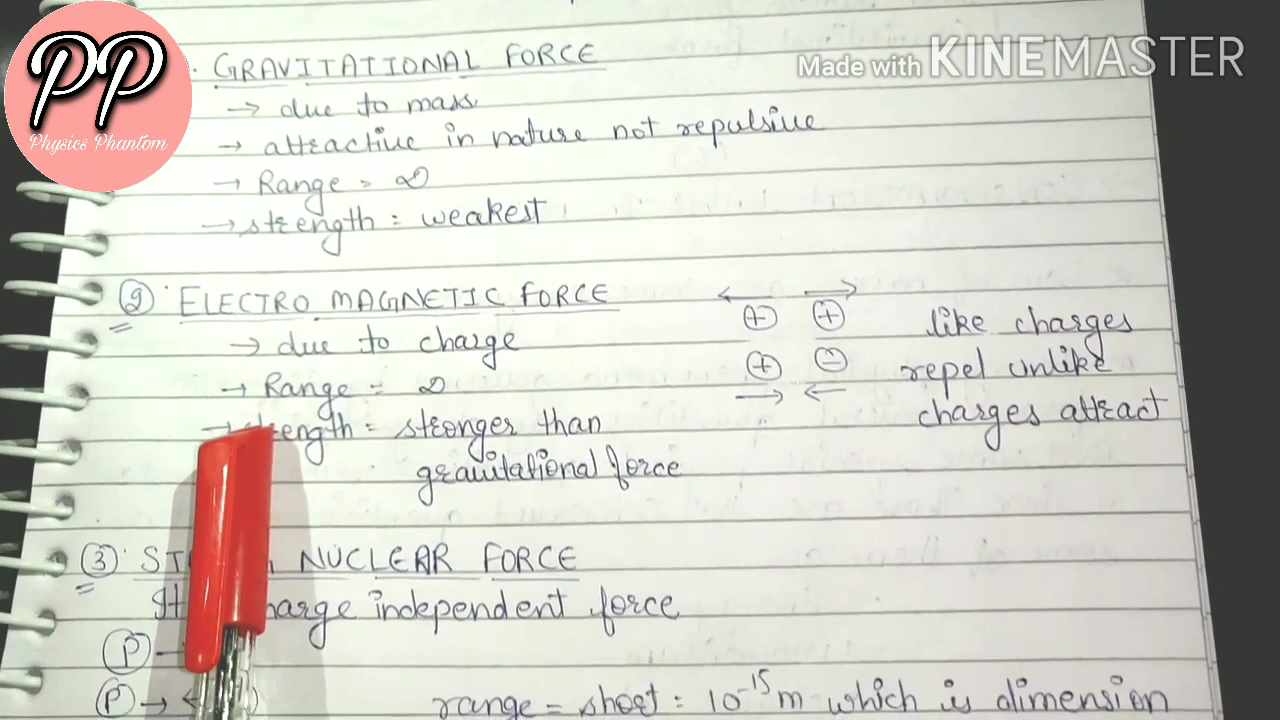 PP
Physics Phantom
Made with KINEMASTER
. GRAVITATIONAL FORCE
→ due to mass
→ attractive in nature not repulsive
→ Range = ∞
→ strength = weakest
② ELECTRO MAGNETIC FORCE
→ due to charge
→ Range = ∞
→ = stronger than
gravitational force
← →
⊕ ⊕
⊕ ⊖
→ ←
like charges
repel unlike
charges attract
③ NUCLEAR FORCE
It independent force
Ⓟ →
Ⓟ → ←
range = short = 10⁻¹⁵ m which is dimension